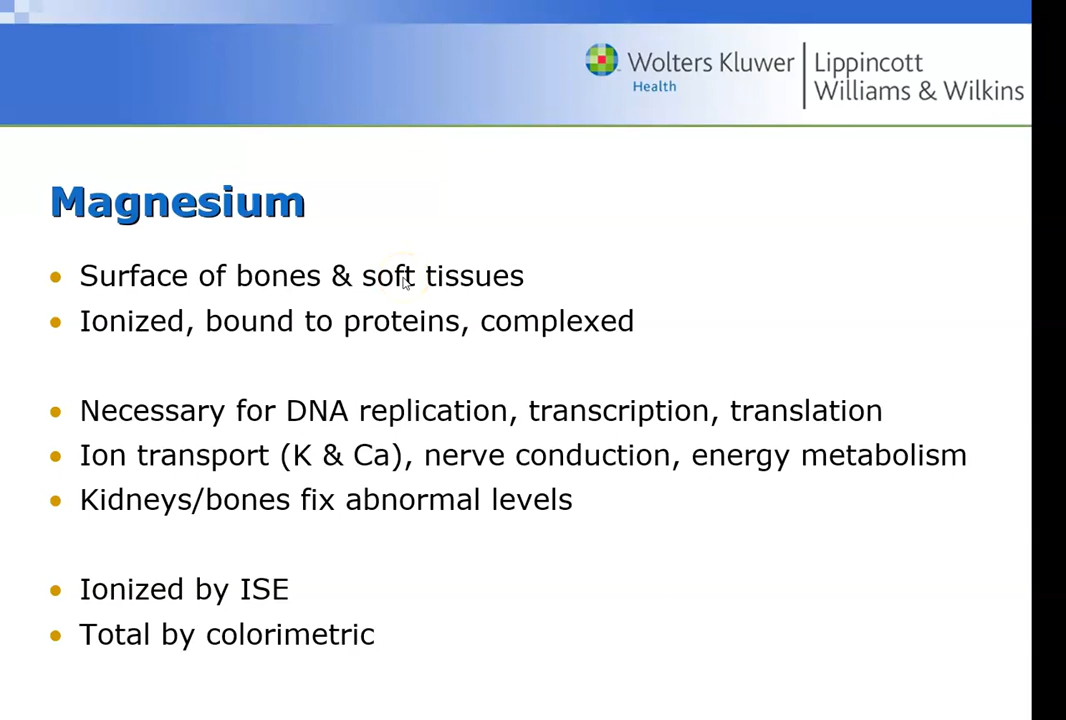 Wolters Kluwer
Health
Lippincott
Williams & Wilkins
Magnesium
• Surface of bones & soft tissues
• Ionized, bound to proteins, complexed
• Necessary for DNA replication, transcription, translation
• Ion transport (K & Ca), nerve conduction, energy metabolism
• Kidneys/bones fix abnormal levels
• Ionized by ISE
• Total by colorimetric